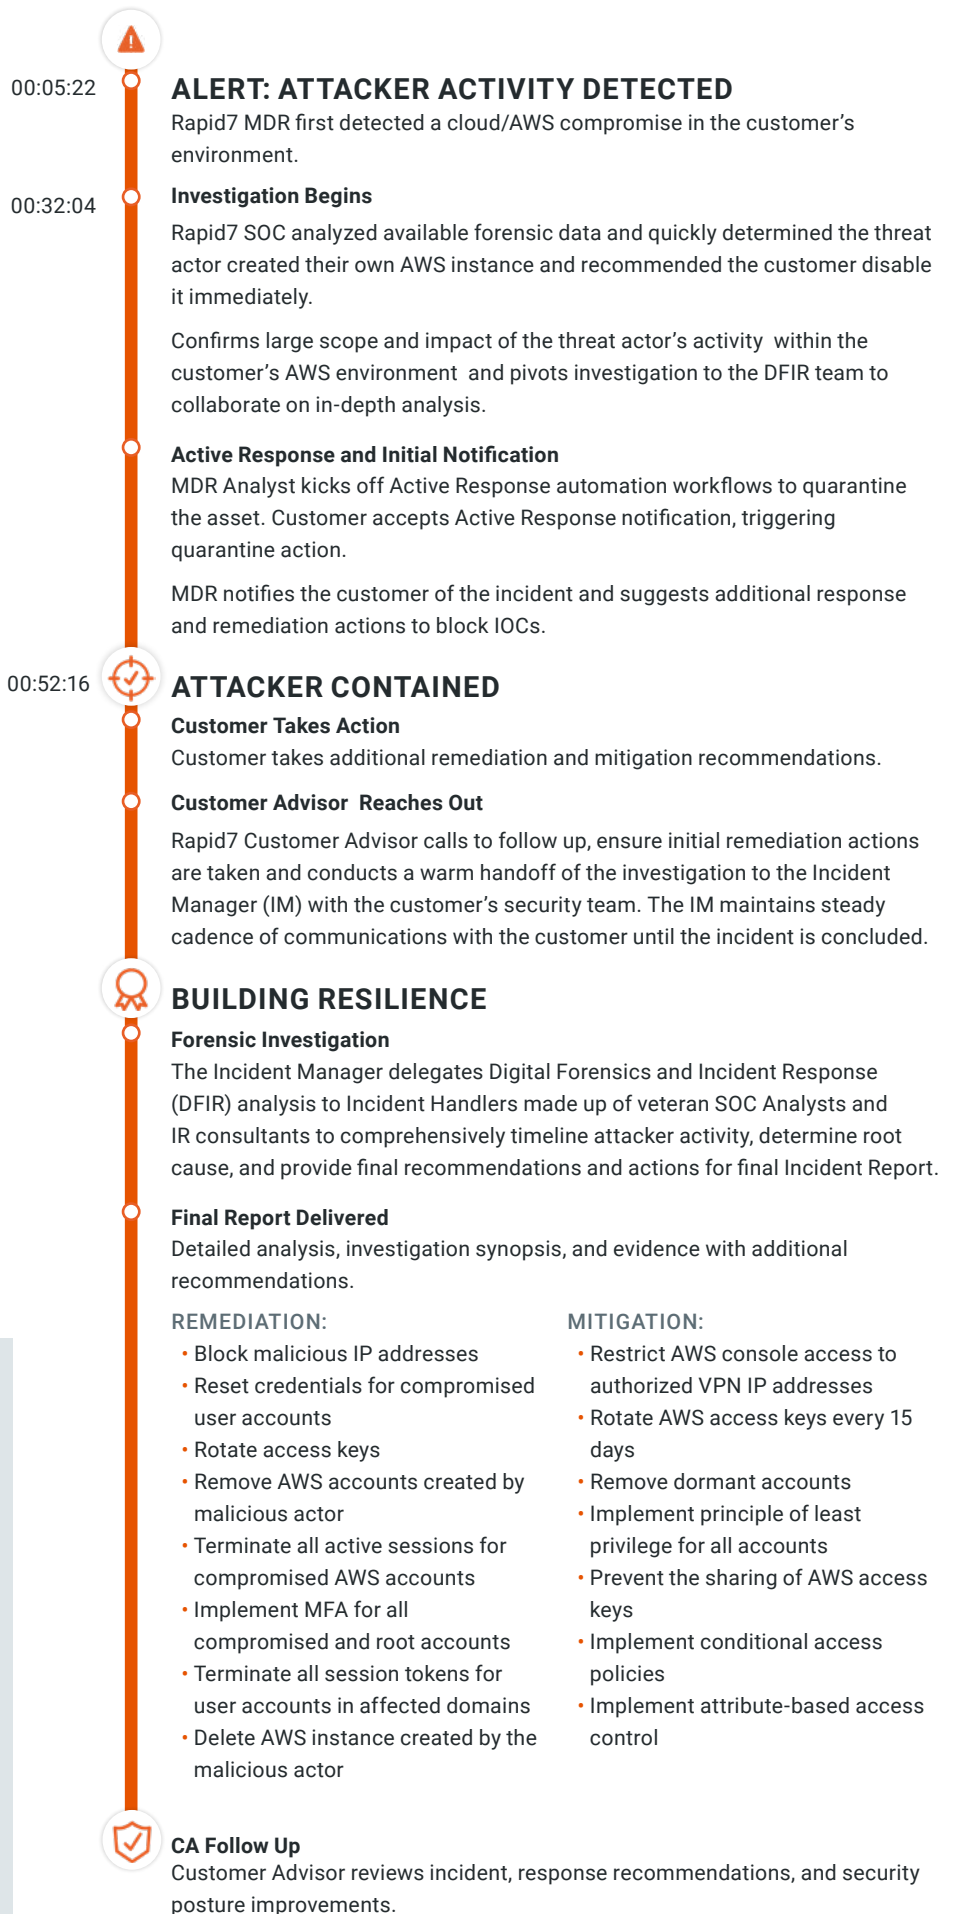 00:05:22
ALERT: ATTACKER ACTIVITY DETECTED
Rapid7 MDR first detected a cloud/AWS compromise in the customer's
environment.
00:32:04
Investigation Begins
Rapid7 SOC analyzed available forensic data and quickly determined the threat
actor created their own AWS instance and recommended the customer disable
it immediately.
Confirms large scope and impact of the threat actor's activity  within the
customer's AWS environment  and pivots investigation to the DFIR team to
collaborate on in-depth analysis.
Active Response and Initial Notification
MDR Analyst kicks off Active Response automation workflows to quarantine
the asset. Customer accepts Active Response notification, triggering
quarantine action.
MDR notifies the customer of the incident and suggests additional response
and remediation actions to block IOCs.
00:52:16
ATTACKER CONTAINED
Customer Takes Action
Customer takes additional remediation and mitigation recommendations.
Customer Advisor  Reaches Out
Rapid7 Customer Advisor calls to follow up, ensure initial remediation actions
are taken and conducts a warm handoff of the investigation to the Incident
Manager (IM) with the customer's security team. The IM maintains steady
cadence of communications with the customer until the incident is concluded.
BUILDING RESILIENCE
Forensic Investigation
The Incident Manager delegates Digital Forensics and Incident Response
(DFIR) analysis to Incident Handlers made up of veteran SOC Analysts and
IR consultants to comprehensively timeline attacker activity, determine root
cause, and provide final recommendations and actions for final Incident Report.
Final Report Delivered
Detailed analysis, investigation synopsis, and evidence with additional
recommendations.
REMEDIATION:
• Block malicious IP addresses
• Reset credentials for compromised
user accounts
• Rotate access keys
• Remove AWS accounts created by
malicious actor
• Terminate all active sessions for
compromised AWS accounts
• Implement MFA for all
compromised and root accounts
• Terminate all session tokens for
user accounts in affected domains
• Delete AWS instance created by the
malicious actor
MITIGATION:
• Restrict AWS console access to
authorized VPN IP addresses
• Rotate AWS access keys every 15
days
• Remove dormant accounts
• Implement principle of least
privilege for all accounts
• Prevent the sharing of AWS access
keys
• Implement conditional access
policies
• Implement attribute-based access
control
CA Follow Up
Customer Advisor reviews incident, response recommendations, and security
posture improvements.